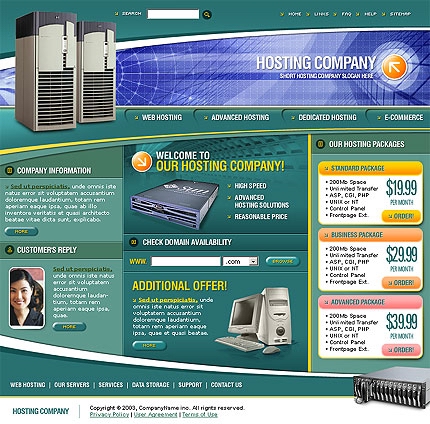 SEARCH
HOME
LINKS
FAQ
HELP
SITEMAP
HOSTING COMPANY
SHORT HOSTING COMPANY SLOGAN HERE
WEB HOSTING
ADVANCED HOSTING
DEDICATED HOSTING
E-COMMERCE
COMPANY INFORMATION
Sed ut perspiciatis, unde omnis iste
natus error sit voluptatem accusantium
doloremque laudantium, totam rem
aperiam eaque ipsa, quae ab illo
inventore veritatis et quasi architecto
beatae vitae dicta sunt, explicabo.
MORE
CUSTOMER'S REPLY
Sed ut perspiciatis,
unde omnis iste natus
error sit voluptatem
accusantium
doloremque laudan-
tium, totam rem
aperiam eaque ipsa,
quae.
MORE
WELCOME TO
OUR HOSTING COMPANY!
HIGH SPEED
ADVANCED
HOSTING SOLUTIONS
REASONABLE PRICE
CHECK DOMAIN AVAILABILITY
WWW.
.com
BROWSE
ADDITIONAL OFFER!
Sed ut perspiciatis, unde
omnis iste natus error sit
voluptatem accusantium
doloremque laudantium,
totam rem aperiam eaque
ipsa, quae et quasi beatae.
MORE
OUR HOSTING PACKAGES
STANDARD PACKAGE
200Mb Space
Unlimited Transfer
ASP, CGI, PHP
UNIX or NT
Control Panel
Frontpage Ext.
$19.99
PER MONTH
ORDER!
BUSINESS PACKAGE
200Mb Space
Unlimited Transfer
ASP, CGI, PHP
UNIX or NT
Control Panel
Frontpage Ext.
$29.99
PER MONTH
ORDER!
ADVANCED PACKAGE
200Mb Space
Unlimited Transfer
ASP, CGI, PHP
UNIX or NT
Control Panel
Frontpage Ext.
$39.99
PER MONTH
ORDER!
WEB HOSTING | OUR SERVERS | SERVICES | DATA STORAGE | SUPPORT | CONTACT US
HOSTING COMPANY
Copyright © 2003, CompanyName inc. All rights reserved.
Privacy Policy | User Agreement | Terms of Use